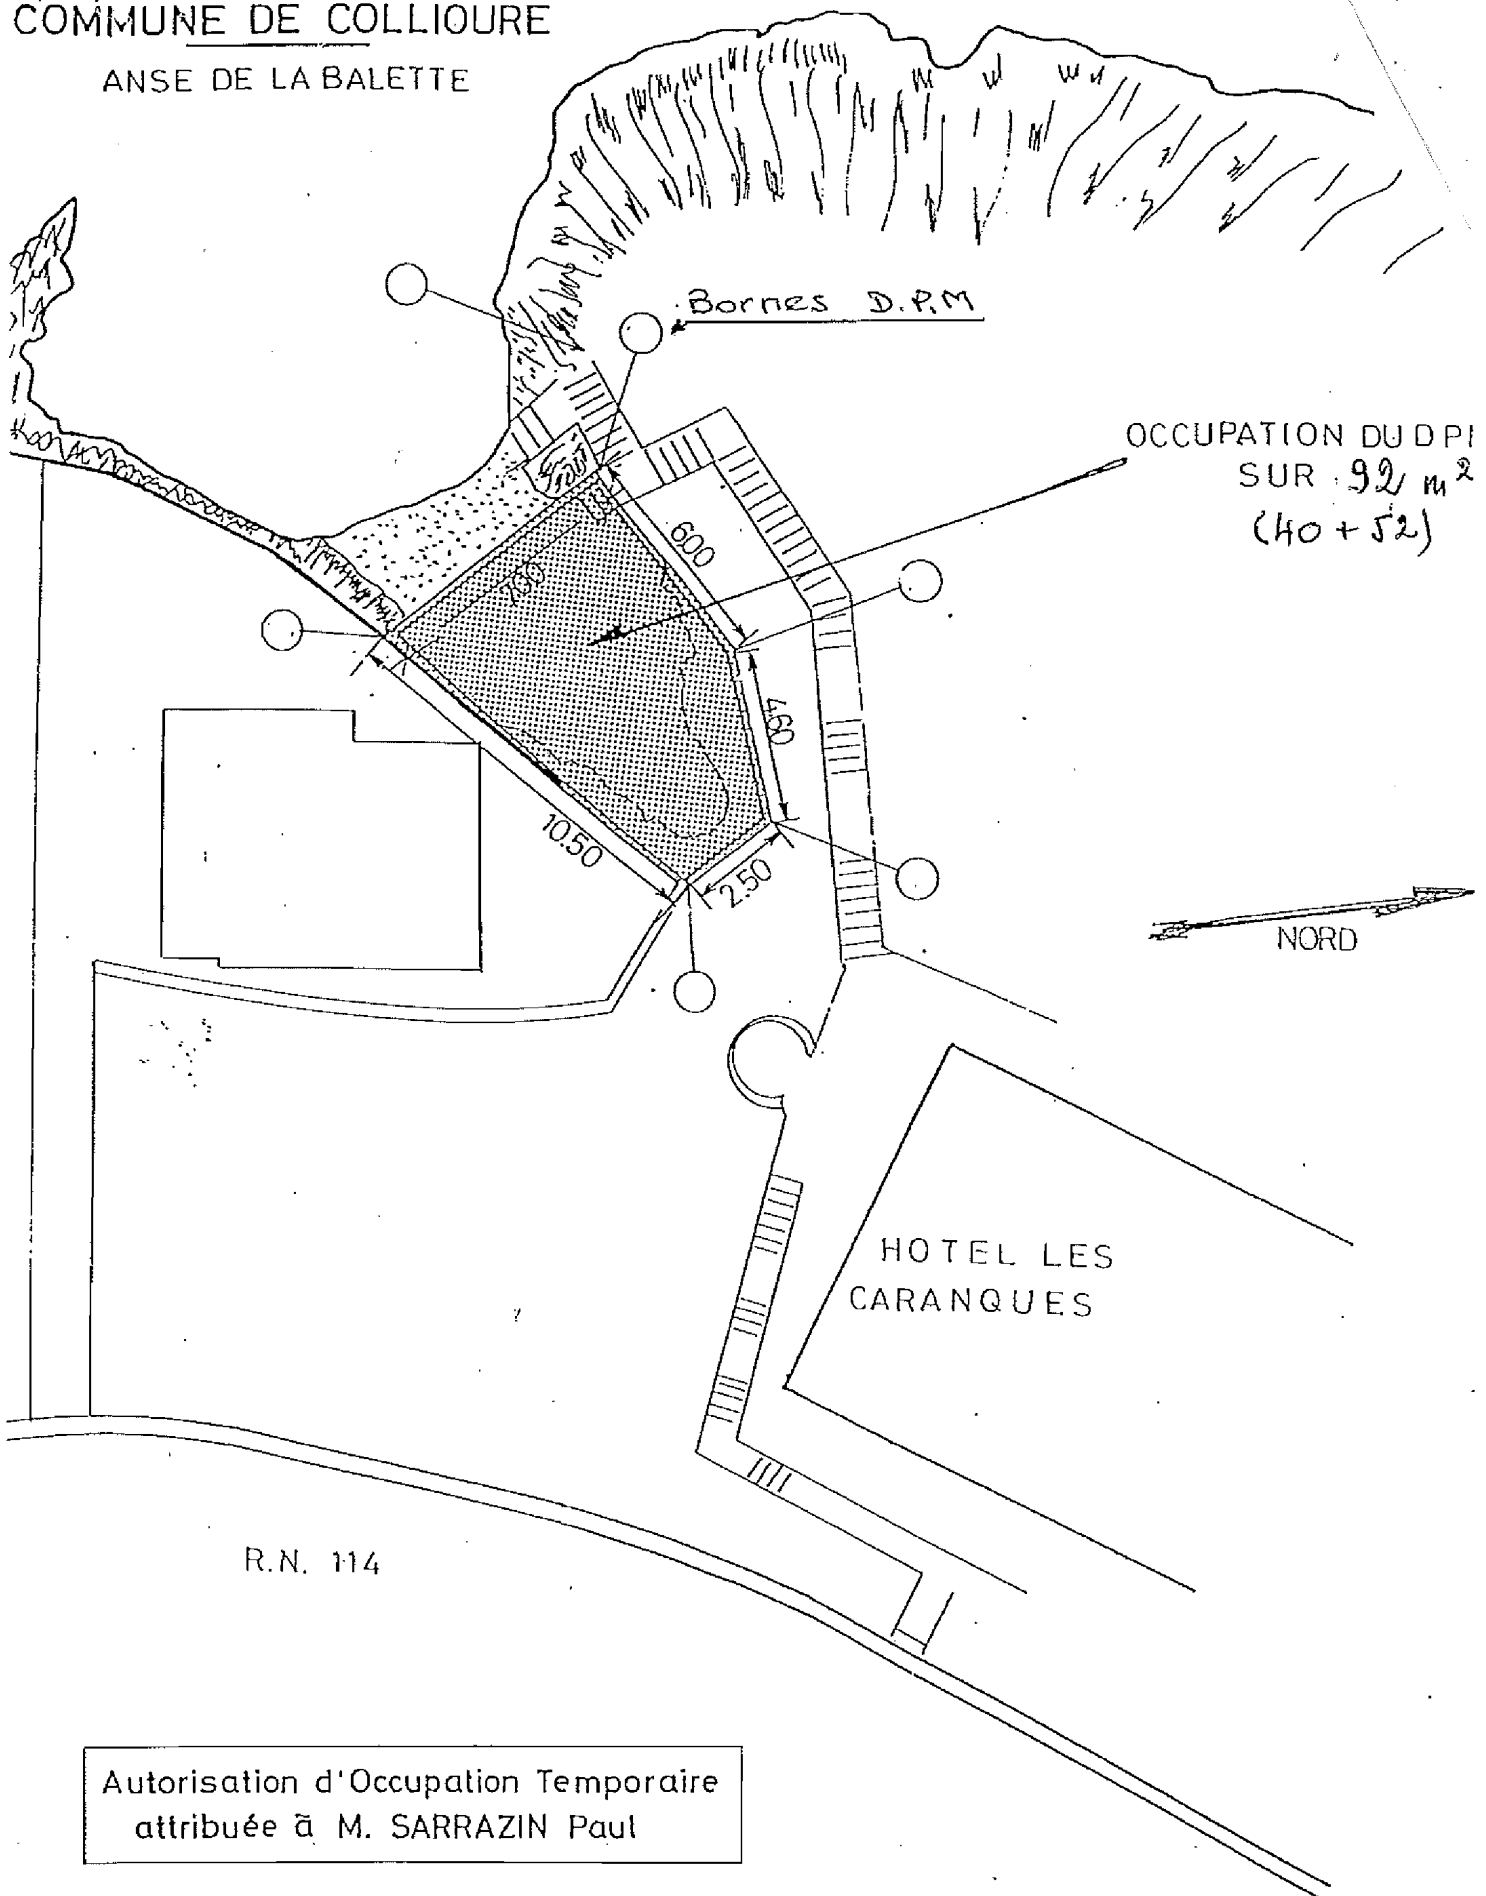 COMMUNE DE COLLIOURE
ANSE DE LA BALETTE
Bornes D.P.M
OCCUPATION DU DPI
SUR 92 m²
(40 + 52)
600
700
460
10.50
2.50
NORD
HOTEL LES
CARANQUES
R.N. 114
Autorisation d'Occupation Temporaire
attribuée à M. SARRAZIN Paul